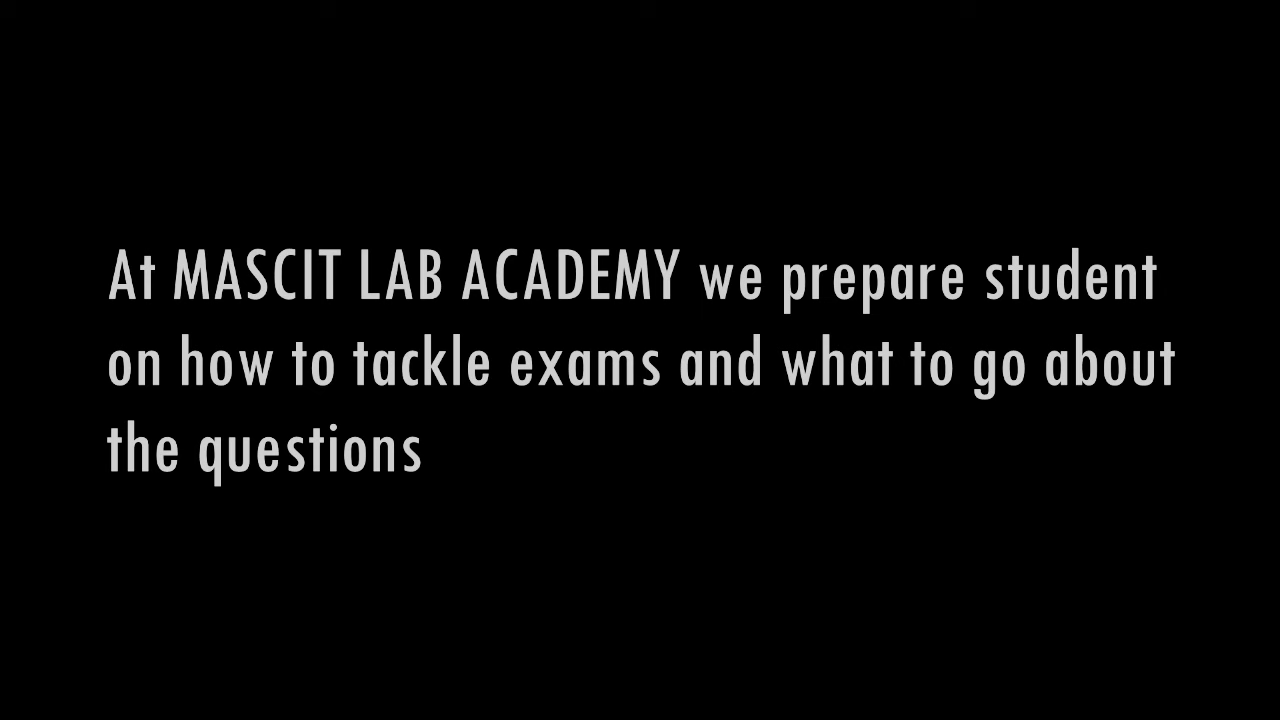 At MASCIT LAB ACADEMY we prepare student
on how to tackle exams and what to go about
the questions